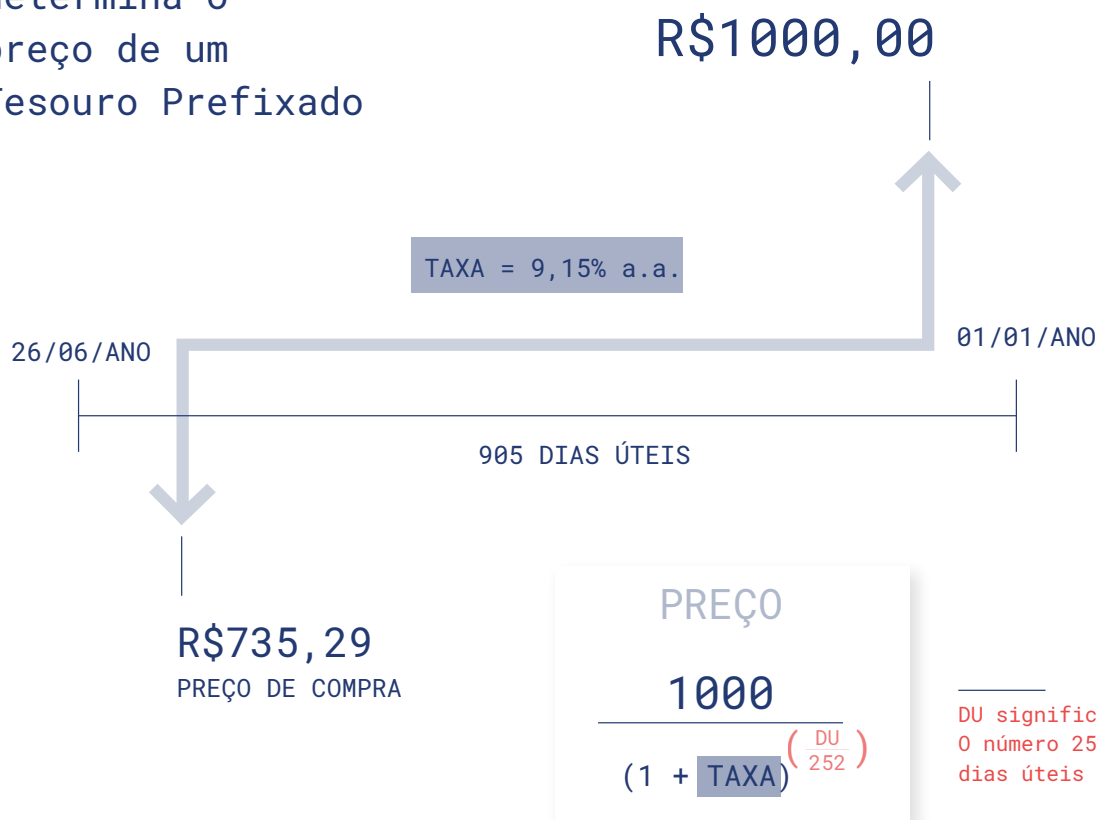 determina o
preço de um
Tesouro Prefixado
R$1000,00
TAXA = 9,15% a.a.
26/06/ANO
01/01/ANO
905 DIAS ÚTEIS
R$735,29
PREÇO DE COMPRA
PREÇO
1000
(1 + TAXA)
(DU
252)
DU signific
O número 25
dias úteis